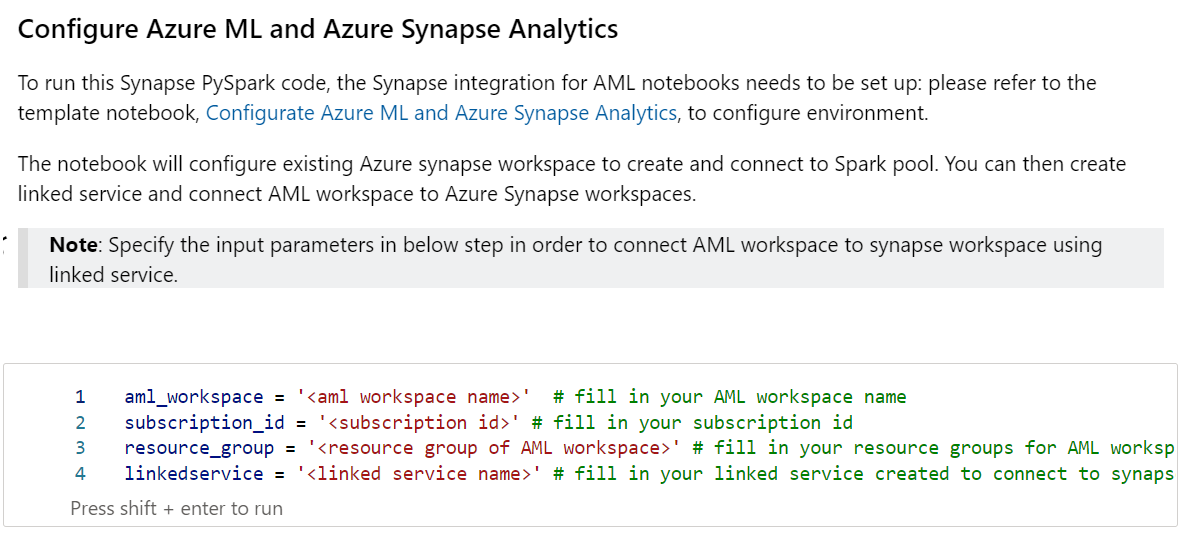 Configure Azure ML and Azure Synapse Analytics
To run this Synapse PySpark code, the Synapse integration for AML notebooks needs to be set up: please refer to the
template notebook, Configurate Azure ML and Azure Synapse Analytics, to configure environment.
The notebook will configure existing Azure synapse workspace to create and connect to Spark pool. You can then create
linked service and connect AML workspace to Azure Synapse workspaces.
Note: Specify the input parameters in below step in order to connect AML workspace to synapse workspace using
linked service.
1 aml_workspace = '<aml workspace name>'  # fill in your AML workspace name
2 subscription_id = '<subscription id>' # fill in your subscription id
3 resource_group = '<resource group of AML workspace>' # fill in your resource groups for AML worksp
4 linkedservice = '<linked service name>' # fill in your linked service created to connect to synaps
Press shift + enter to run